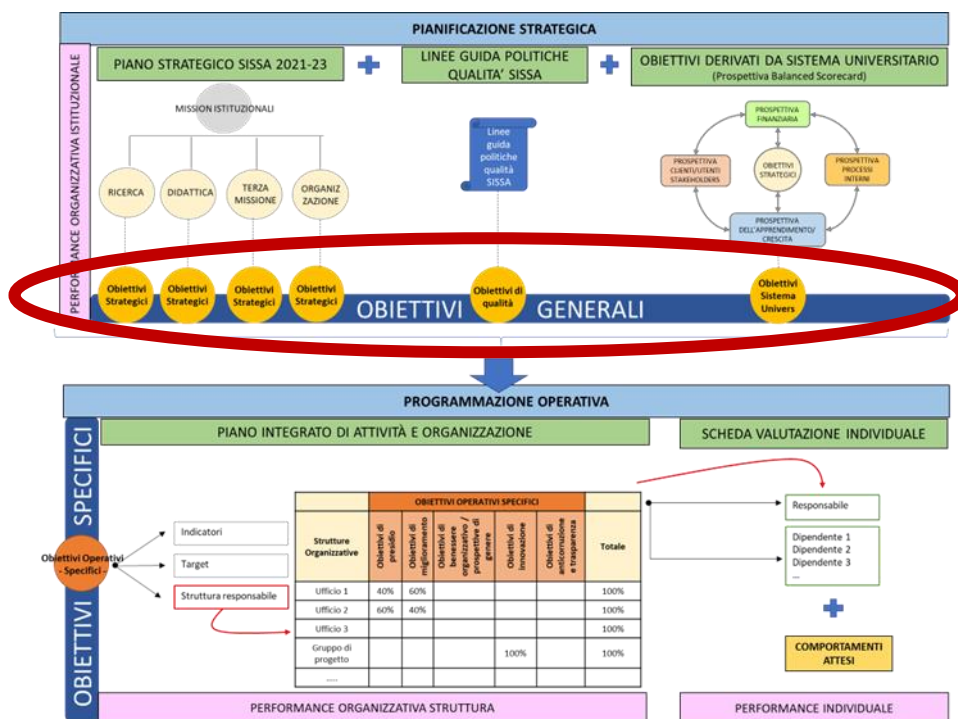 PIANIFICAZIONE STRATEGICA
PERFORMANCE ORGANIZZATIVA ISTITUZIONALE
PIANO STRATEGICO SISSA 2021-23
LINEE GUIDA POLITICHE
QUALITA’ SISSA
OBIETTIVI DERIVATI DA SISTEMA UNIVERSITARIO
(Prospettiva Balanced Scorecard)
MISSION ISTITUZIONALI
RICERCA
DIDATTICA
TERZA
MISSIONE
ORGANIZ
ZAZIONE
Linee
guida
politiche
qualità
SISSA
PROSPETTIVA
FINANZIARIA
PROSPETTIVA
CLIENTI/UTENTI
STAKEHOLDERS
OBIETTIVI
STRATEGICI
PROSPETTIVA
PROCESSI
INTERNI
PROSPETTIVA
DELL'APPRENDIMENTO/
CRESCITA
Obiettivi
Strategici
Obiettivi
Strategici
Obiettivi
Strategici
Obiettivi
Strategici
Obiettivi di
qualità
Obiettivi
Sistema
Univers
OBIETTIVI GENERALI
PROGRAMMAZIONE OPERATIVA
OBIETTIVI SPECIFICI
PIANO INTEGRATO DI ATTIVITÀ E ORGANIZZAZIONE
SCHEDA VALUTAZIONE INDIVIDUALE
Obiettivi Operativi
- Specifici -
Indicatori
Target
Struttura responsabile
Strutture
Organizzative
OBIETTIVI OPERATIVI SPECIFICI
Obiettivi di
presidio
Obiettivi di
miglioramento
Obiettivi di
benessere
organizzativo /
prospettive di
genere
Obiettivi di
innovazione
Obiettivi di
anticorruzione
e trasparenza
Totale
Ufficio 1 40% 60% 100%
Ufficio 2 60% 40% 100%
Ufficio 3 100%
Gruppo di
progetto 100% 100%
.....
Responsabile
Dipendente 1
Dipendente 2
Dipendente 3
...
COMPORTAMENTI
ATTESI
PERFORMANCE ORGANIZZATIVA STRUTTURA
PERFORMANCE INDIVIDUALE